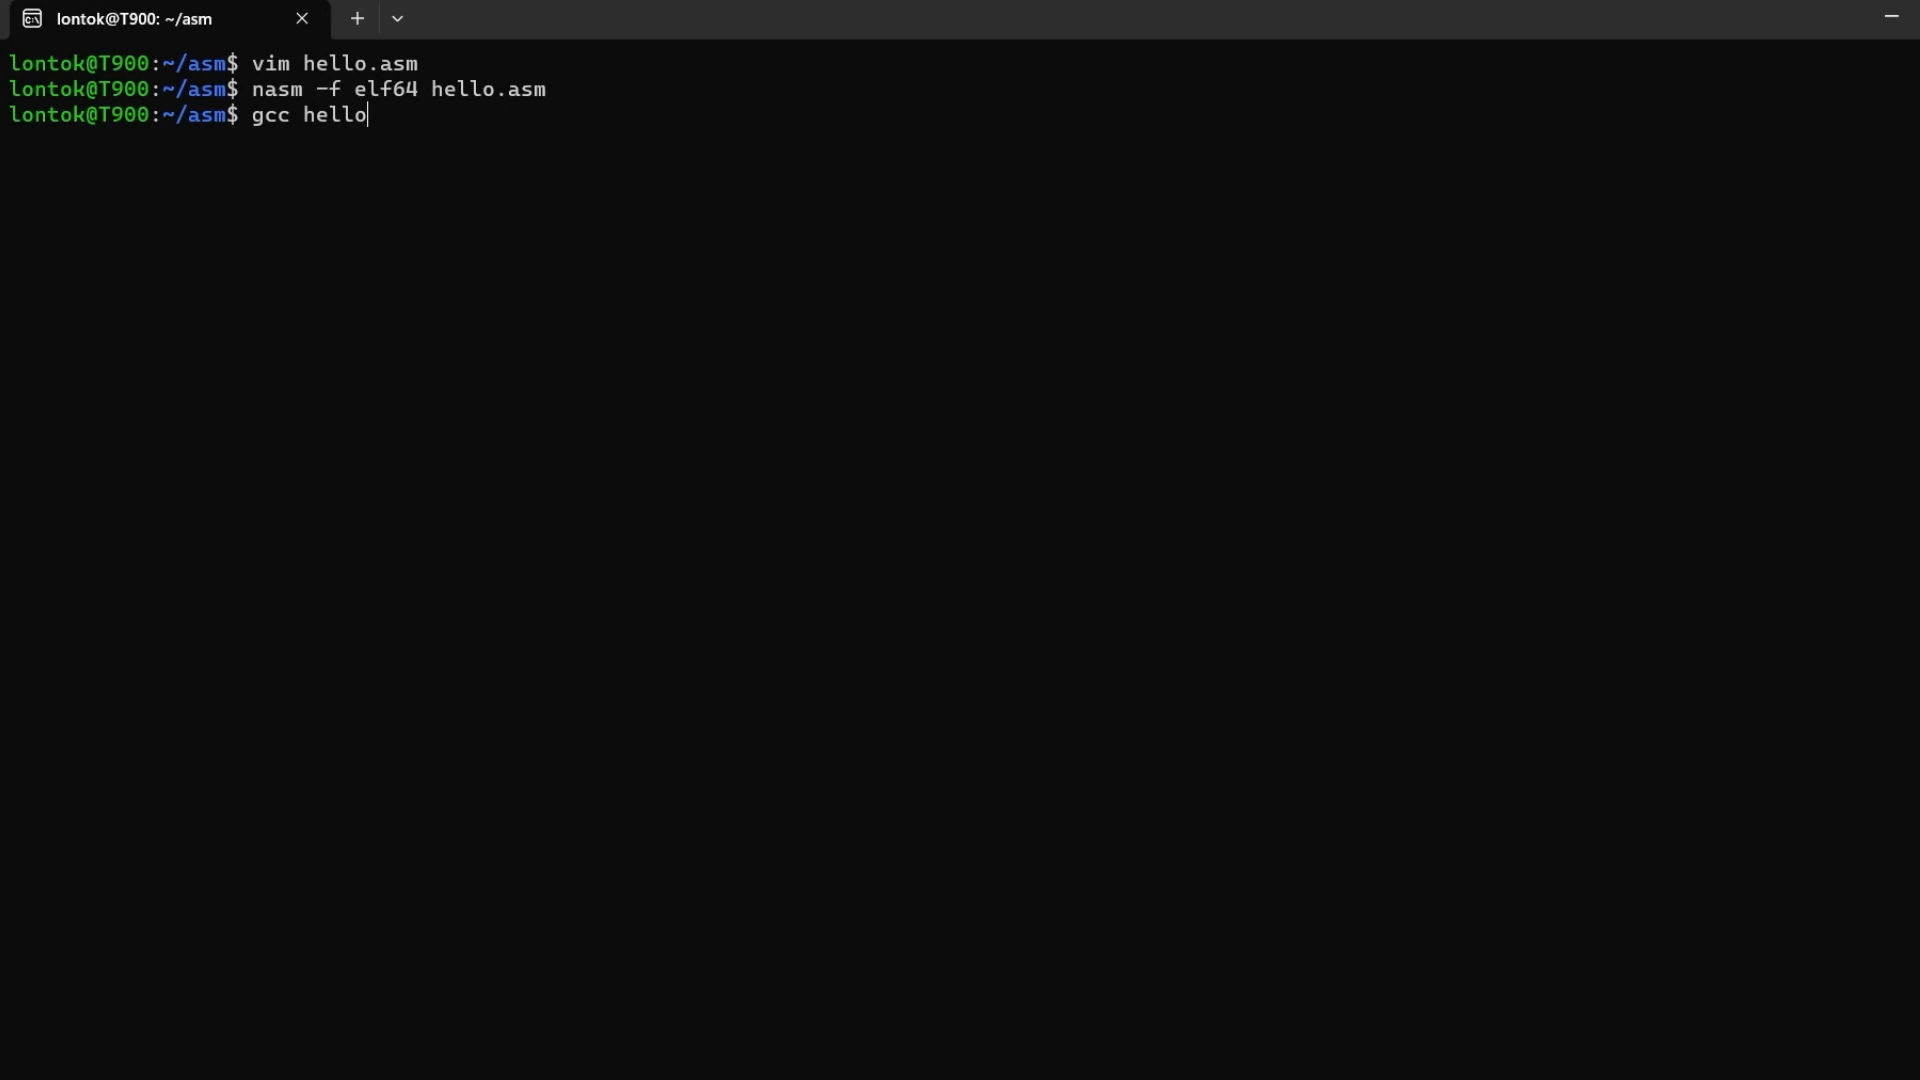 lontok@T900: ~/asm
lontok@T900:~/asm$ vim hello.asm
lontok@T900:~/asm$ nasm -f elf64 hello.asm
lontok@T900:~/asm$ gcc hello